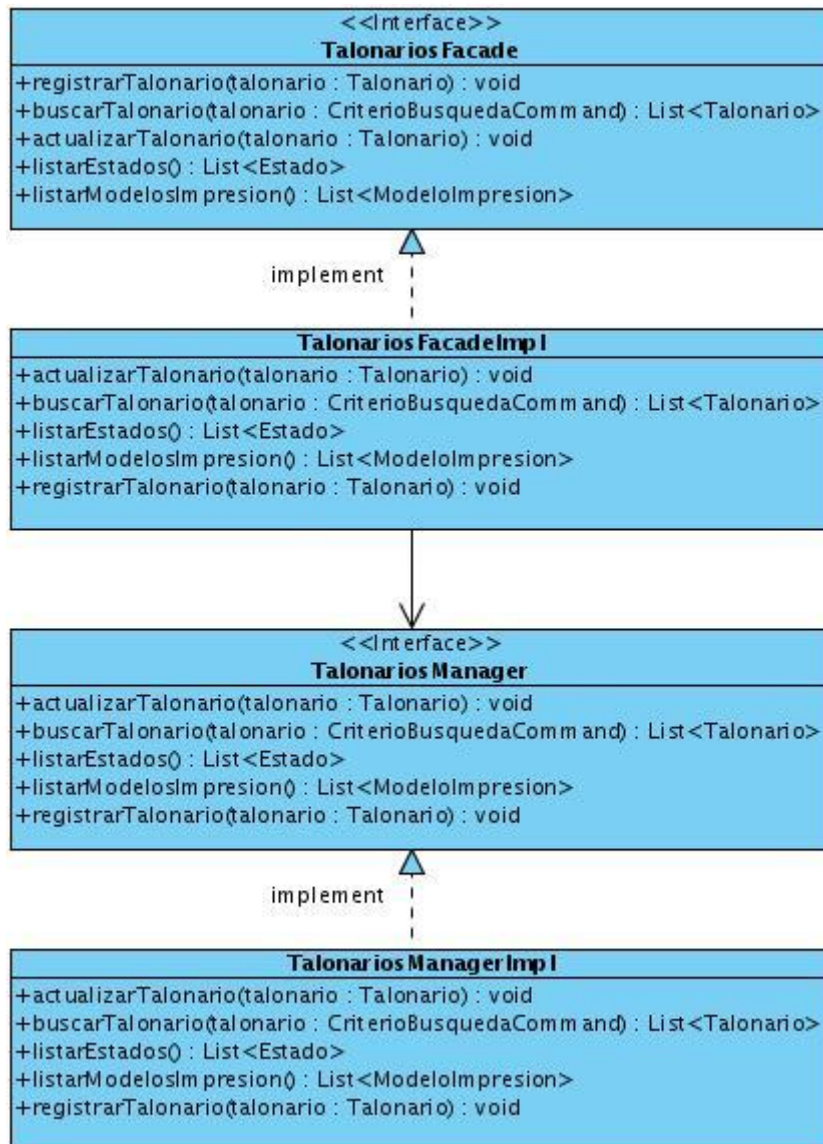 <<Interface>>
TalonariosFacade
+registrarTalonario(talonario : Talonario) : void
+buscarTalonario(talonario : CriterioBusquedaCommand) : List<Talonario>
+actualizarTalonario(talonario : Talonario) : void
+listarEstados() : List<Estado>
+listarModelosImpresion() : List<ModeloImpresion>
implement
TalonariosFacadeImpl
+actualizarTalonario(talonario : Talonario) : void
+buscarTalonario(talonario : CriterioBusquedaCommand) : List<Talonario>
+listarEstados() : List<Estado>
+listarModelosImpresion() : List<ModeloImpresion>
+registrarTalonario(talonario : Talonario) : void
<<Interface>>
TalonariosManager
+actualizarTalonario(talonario : Talonario) : void
+buscarTalonario(talonario : CriterioBusquedaCommand) : List<Talonario>
+listarEstados() : List<Estado>
+listarModelosImpresion() : List<ModeloImpresion>
+registrarTalonario(talonario : Talonario) : void
implement
TalonariosManagerImpl
+actualizarTalonario(talonario : Talonario) : void
+buscarTalonario(talonario : CriterioBusquedaCommand) : List<Talonario>
+listarEstados() : List<Estado>
+listarModelosImpresion() : List<ModeloImpresion>
+registrarTalonario(talonario : Talonario) : void